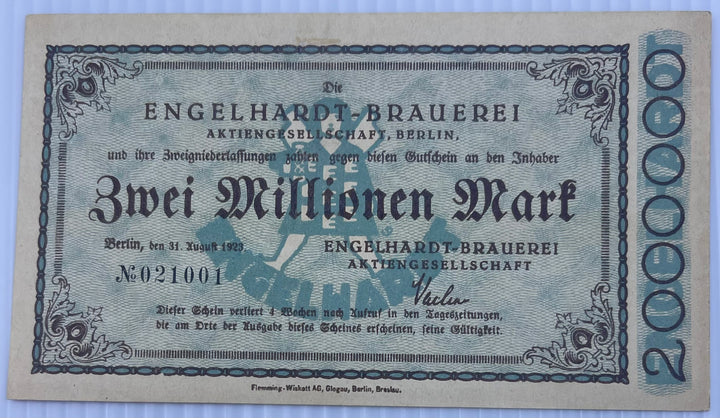 Die
ENGELHARDT-BRAUEREI
AKTIENGESELLSCHAFT, BERLIN,
und ihre Zweigniederlassungen zahlen gegen diesen Gutschein an den Inhaber
Zwei Millionen Mark
Berlin, den 31. August 1923.
ENGELHARDT-BRAUEREI
AKTIENGESELLSCHAFT
№ 021001
Dieser Schein verliert 4 Wochen nach Aufruf in den Tageszeitungen,
die am Orte der Ausgabe dieses Scheines erscheinen, seine Gültigkeit.
Flemming-Wiskott AG, Glogau, Berlin, Breslau.
2000000
ENGELHARDT